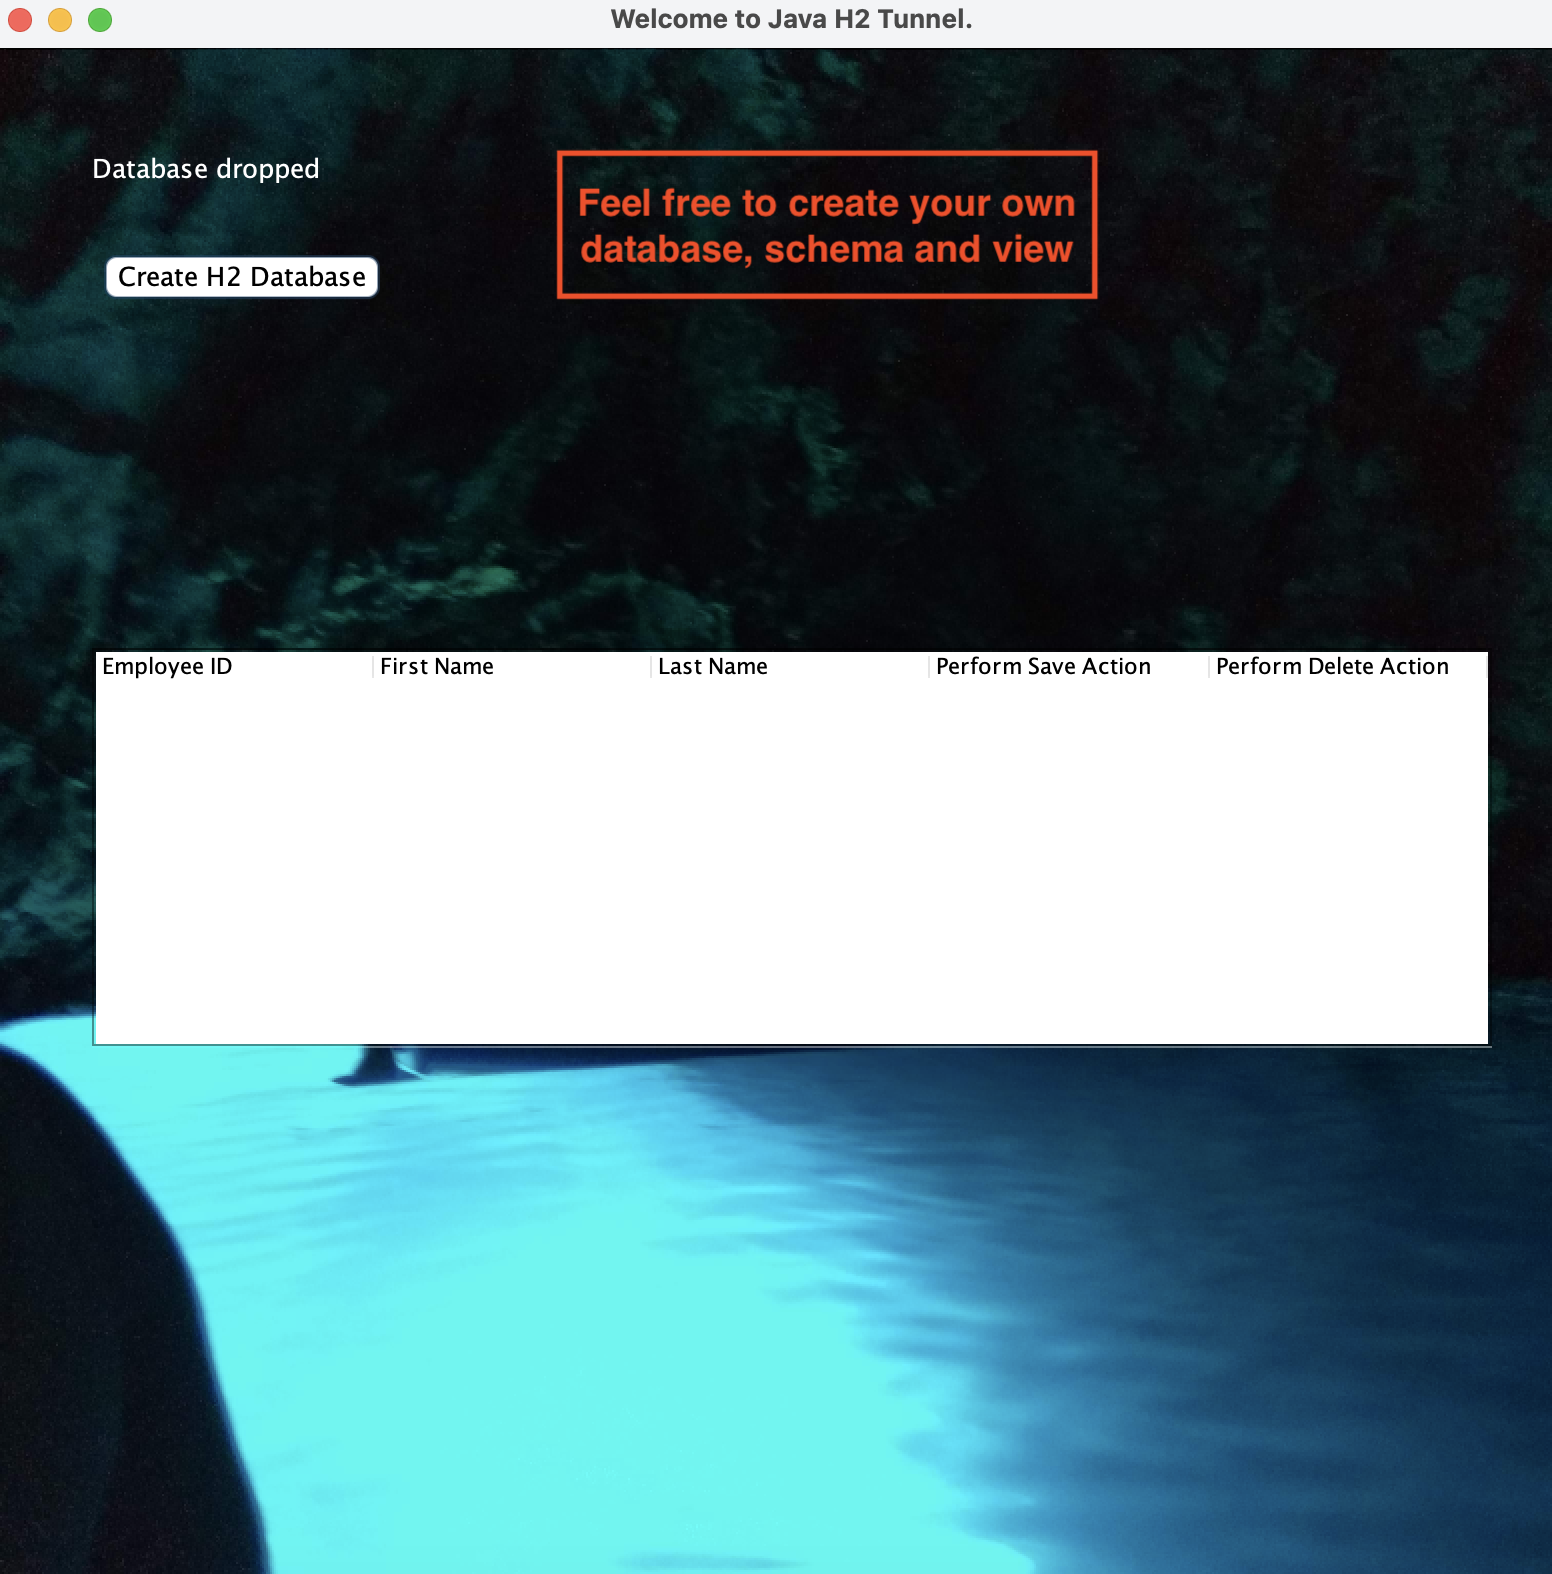 Welcome to Java H2 Tunnel.
Database dropped
Feel free to create your own
database, schema and view
Create H2 Database
Employee ID First Name Last Name Perform Save Action Perform Delete Action